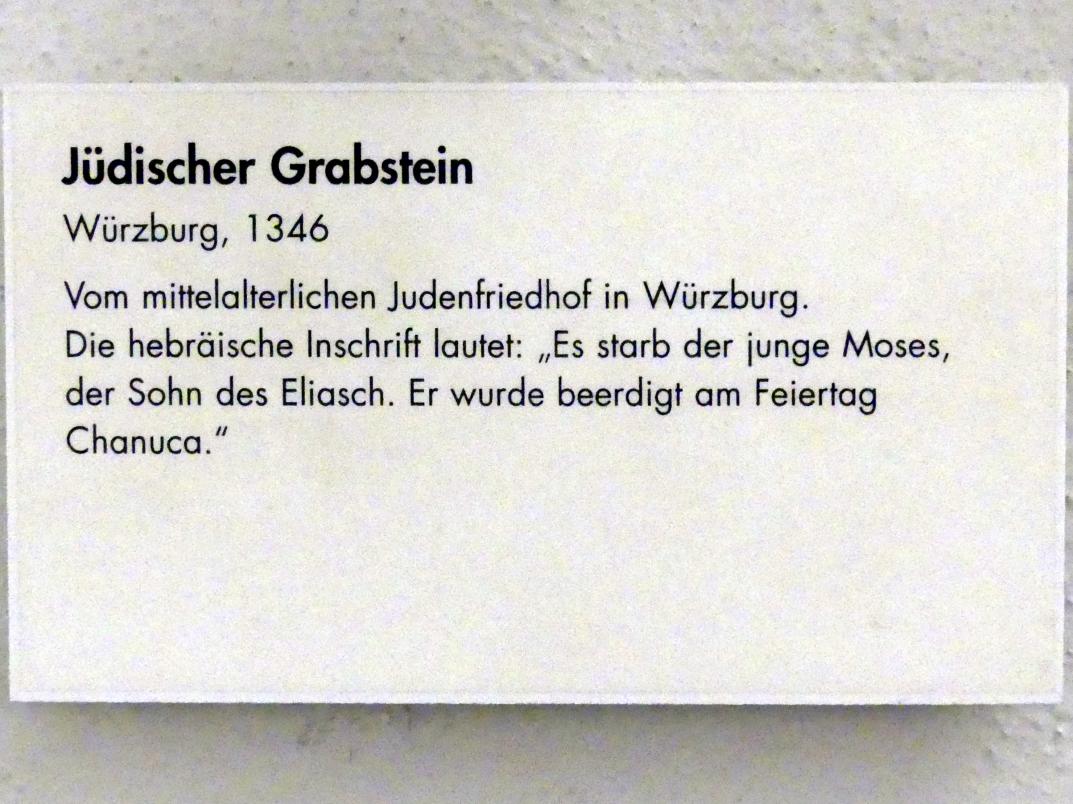 Jüdischer Grabstein
Würzburg, 1346
Vom mittelalterlichen Judenfriedhof in Würzburg.
Die hebräische Inschrift lautet: „Es starb der junge Moses,
der Sohn des Eliasch. Er wurde beerdigt am Feiertag
Chanuca.“